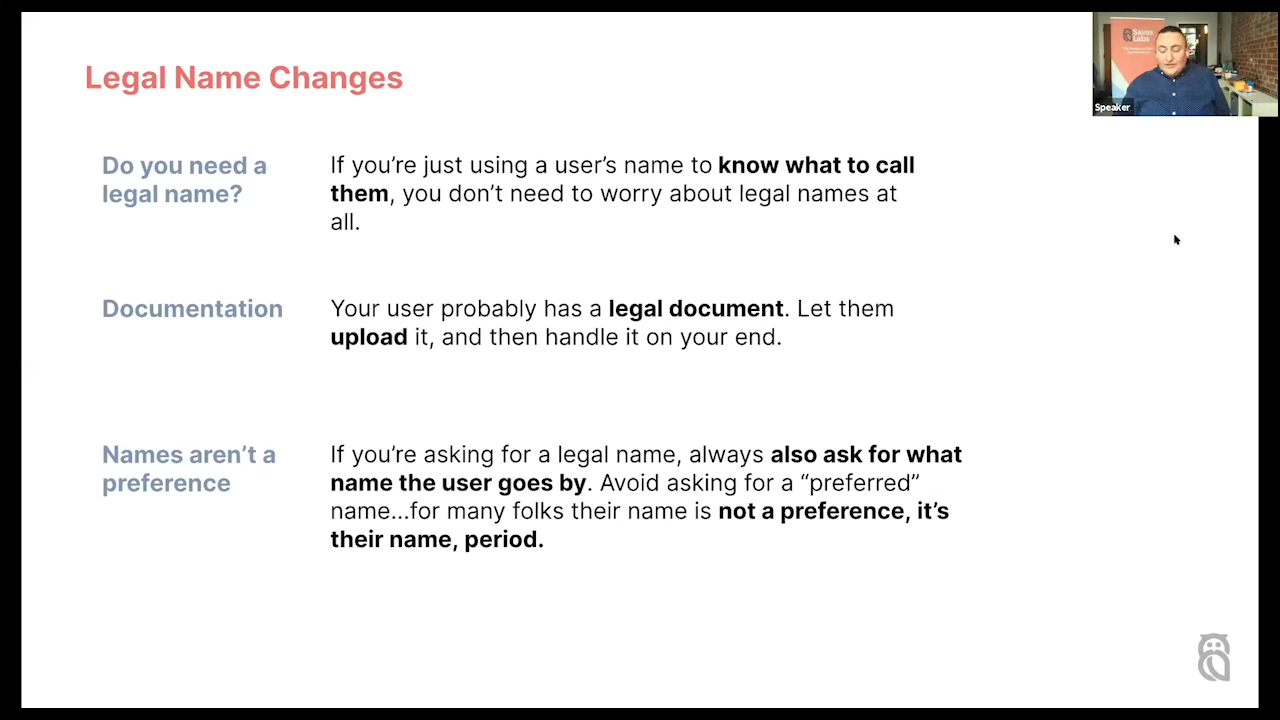 Legal Name Changes
Do you need a
legal name?
If you’re just using a user’s name to know what to call
them, you don’t need to worry about legal names at
all.
Documentation
Your user probably has a legal document. Let them
upload it, and then handle it on your end.
Names aren’t a
preference
If you’re asking for a legal name, always also ask for what
name the user goes by. Avoid asking for a “preferred”
name...for many folks their name is not a preference, it’s
their name, period.
Savas
Labs
Speaker